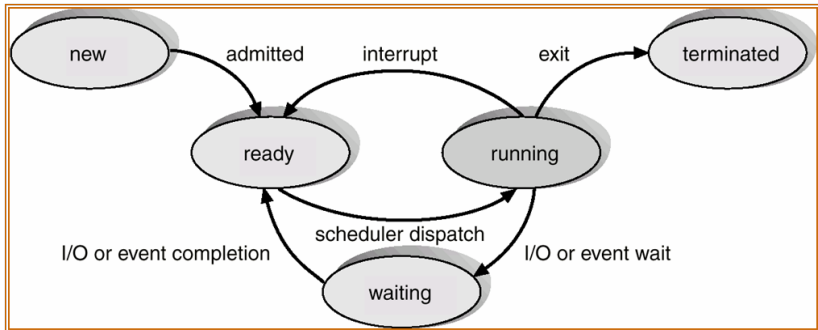 new
admitted
interrupt
exit
terminated
ready
running
scheduler dispatch
I/O or event completion
I/O or event wait
waiting